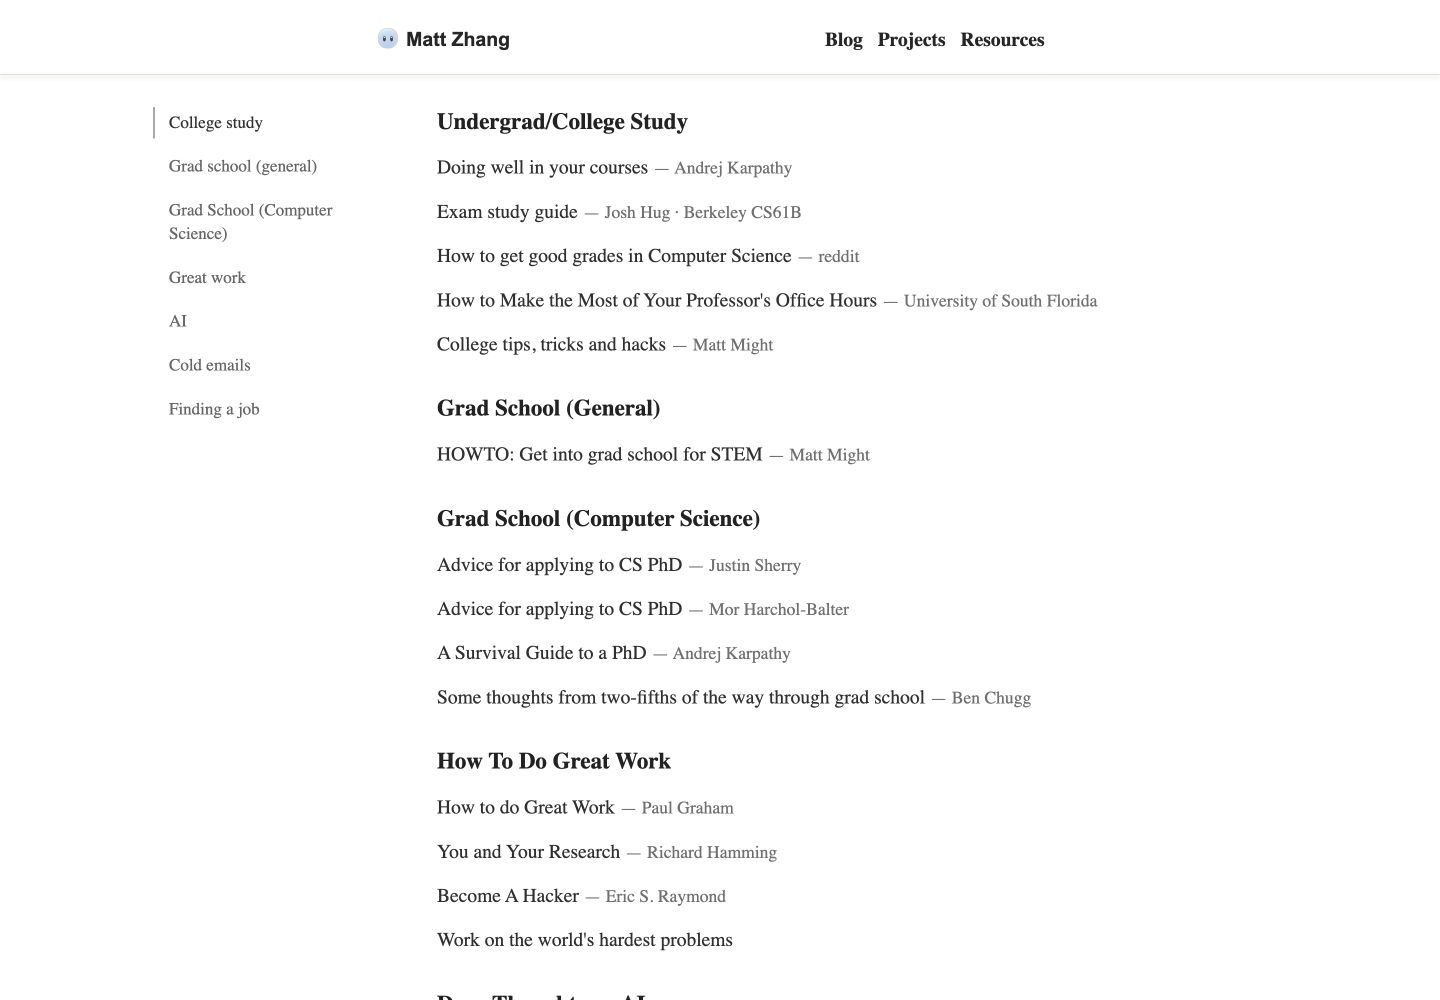 Matt Zhang
Blog Projects Resources
College study
Grad school (general)
Grad School (Computer
Science)
Great work
AI
Cold emails
Finding a job
Undergrad/College Study
Doing well in your courses — Andrej Karpathy
Exam study guide — Josh Hug · Berkeley CS61B
How to get good grades in Computer Science — reddit
How to Make the Most of Your Professor's Office Hours — University of South Florida
College tips, tricks and hacks — Matt Might
Grad School (General)
HOWTO: Get into grad school for STEM — Matt Might
Grad School (Computer Science)
Advice for applying to CS PhD — Justin Sherry
Advice for applying to CS PhD — Mor Harchol-Balter
A Survival Guide to a PhD — Andrej Karpathy
Some thoughts from two-fifths of the way through grad school — Ben Chugg
How To Do Great Work
How to do Great Work — Paul Graham
You and Your Research — Richard Hamming
Become A Hacker — Eric S. Raymond
Work on the world's hardest problems